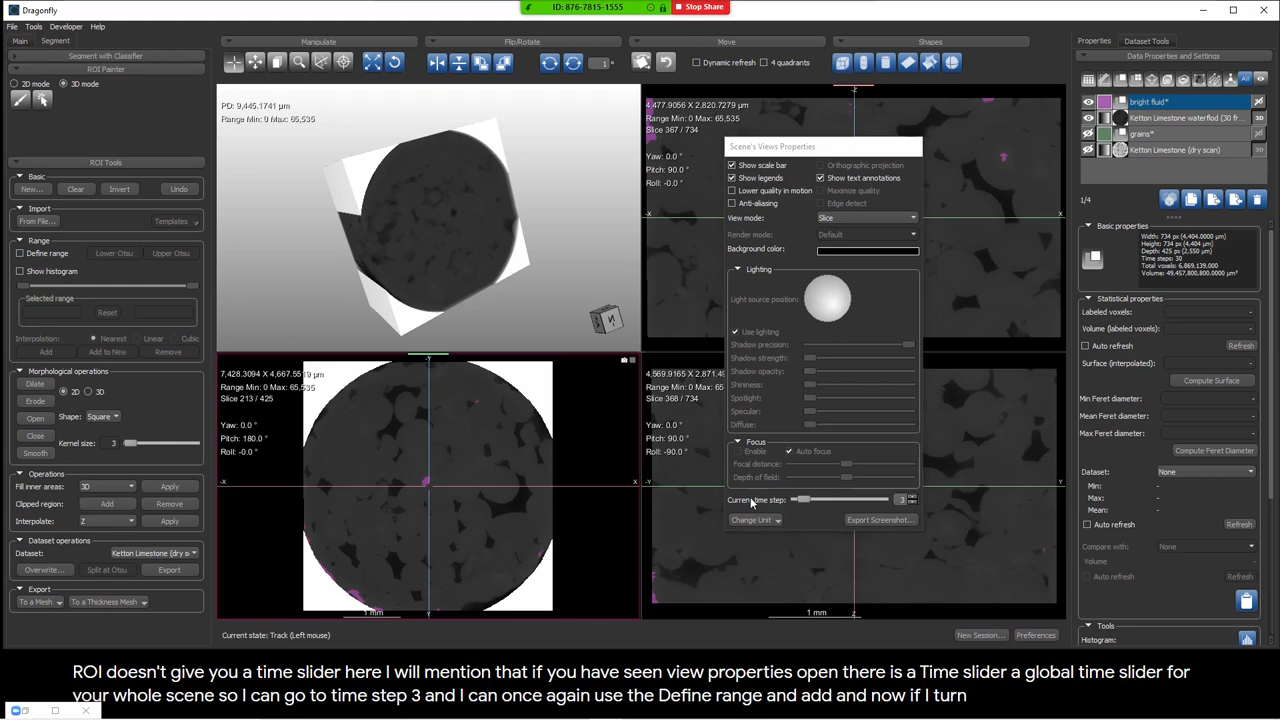 Dragonfly
ID: 876-7815-1555
Stop Share
File Tools Developer Help
Main Segment
Segment with Classifier
ROI Painter
2D mode 3D mode
ROI Tools
Basic
New... Clear Invert Undo
Import
From File... Templates
Range
Define range Lower Otsu Upper Otsu
Show histogram
Selected range
Reset
Interpolation: Nearest Linear Cubic
Add Add to New Remove
Morphological operations
Dilate
2D 3D
Erode
Open
Shape: Square
Close
Kernel size: 3
Smooth
Operations
Fill inner areas: 3D Apply
Clipped region: Add Remove
Interpolate: Z Apply
Dataset operations
Dataset: Ketton Limestone (dry s
Overwrite... Split at Otsu Export
Export
To a Mesh To a Thickness Mesh
Manipulate Flip/Rotate Move Shapes
1 °
Dynamic refresh 4 quadrants
PD: 9,445.1741 µm
Range Min: 0 Max: 65,535
4,477.9056 X 2,820.7279 µm
Range Min: 0 Max: 65,535
Slice 367 / 734
Yaw: 0.0 °
Pitch: 90.0 °
Roll: -0.0 °
-X X
7,428.3094 X 4,667.5519 µm
Range Min: 0 Max: 65,535
Slice 213 / 425
Yaw: 0.0 °
Pitch: 180.0 °
Roll: -0.0 °
-Y
-X X
Y
1 mm
4,569.9165 X 2,871.49
Range Min: 0 Max: 65,
Slice 368 / 734
Yaw: 0.0 °
Pitch: 90.0 °
Roll: -90.0 °
-Y Y
1 mm
Scene's Views Properties
Show scale bar Orthographic projection
Show legends Show text annotations
Lower quality in motion Maximize quality
Anti-aliasing Edge detect
View mode: Slice
Render mode: Default
Background color:
Lighting
Light source position:
Use lighting
Shadow precision:
Shadow strength:
Shadow opacity:
Shininess:
Spotlight:
Specular:
Diffuse:
Focus
Enable Auto focus
Focal distance:
Depth of field:
Current time step: 3
Change Unit Export Screenshot...
Current state: Track (Left mouse) New Session... Preferences
Properties Dataset Tools
Data Properties and Settings
All
bright fluid*
Ketton Limestone waterflod (30 fr... 3D
grains*
Ketton Limestone (dry scan) 3D
1/4
Basic properties
Width: 734 px (4,404.0000 µm)
Height: 734 px (4,404 µm)
Depth: 425 px (2,550 µm)
Time steps: 30
Total voxels: 6,869,139,000
Volume: 49,457,800,800.0000 µm³
Statistical properties
Labeled voxels:
Volume (labeled voxels):
Auto refresh Refresh
Surface (interpolated):
Compute Surface
Min Feret diameter:
Mean Feret diameter:
Max Feret diameter:
Compute Feret Diameter
Dataset: None
Min: -
Max: -
Mean: -
Auto refresh Refresh
Compare with: None
Volume
Auto refresh Refresh
Tools
Histogram:
ROI doesn't give you a time slider here I will mention that if you have seen view properties open there is a Time slider a global time slider for
your whole scene so I can go to time step 3 and I can once again use the Define range and add and now if I turn